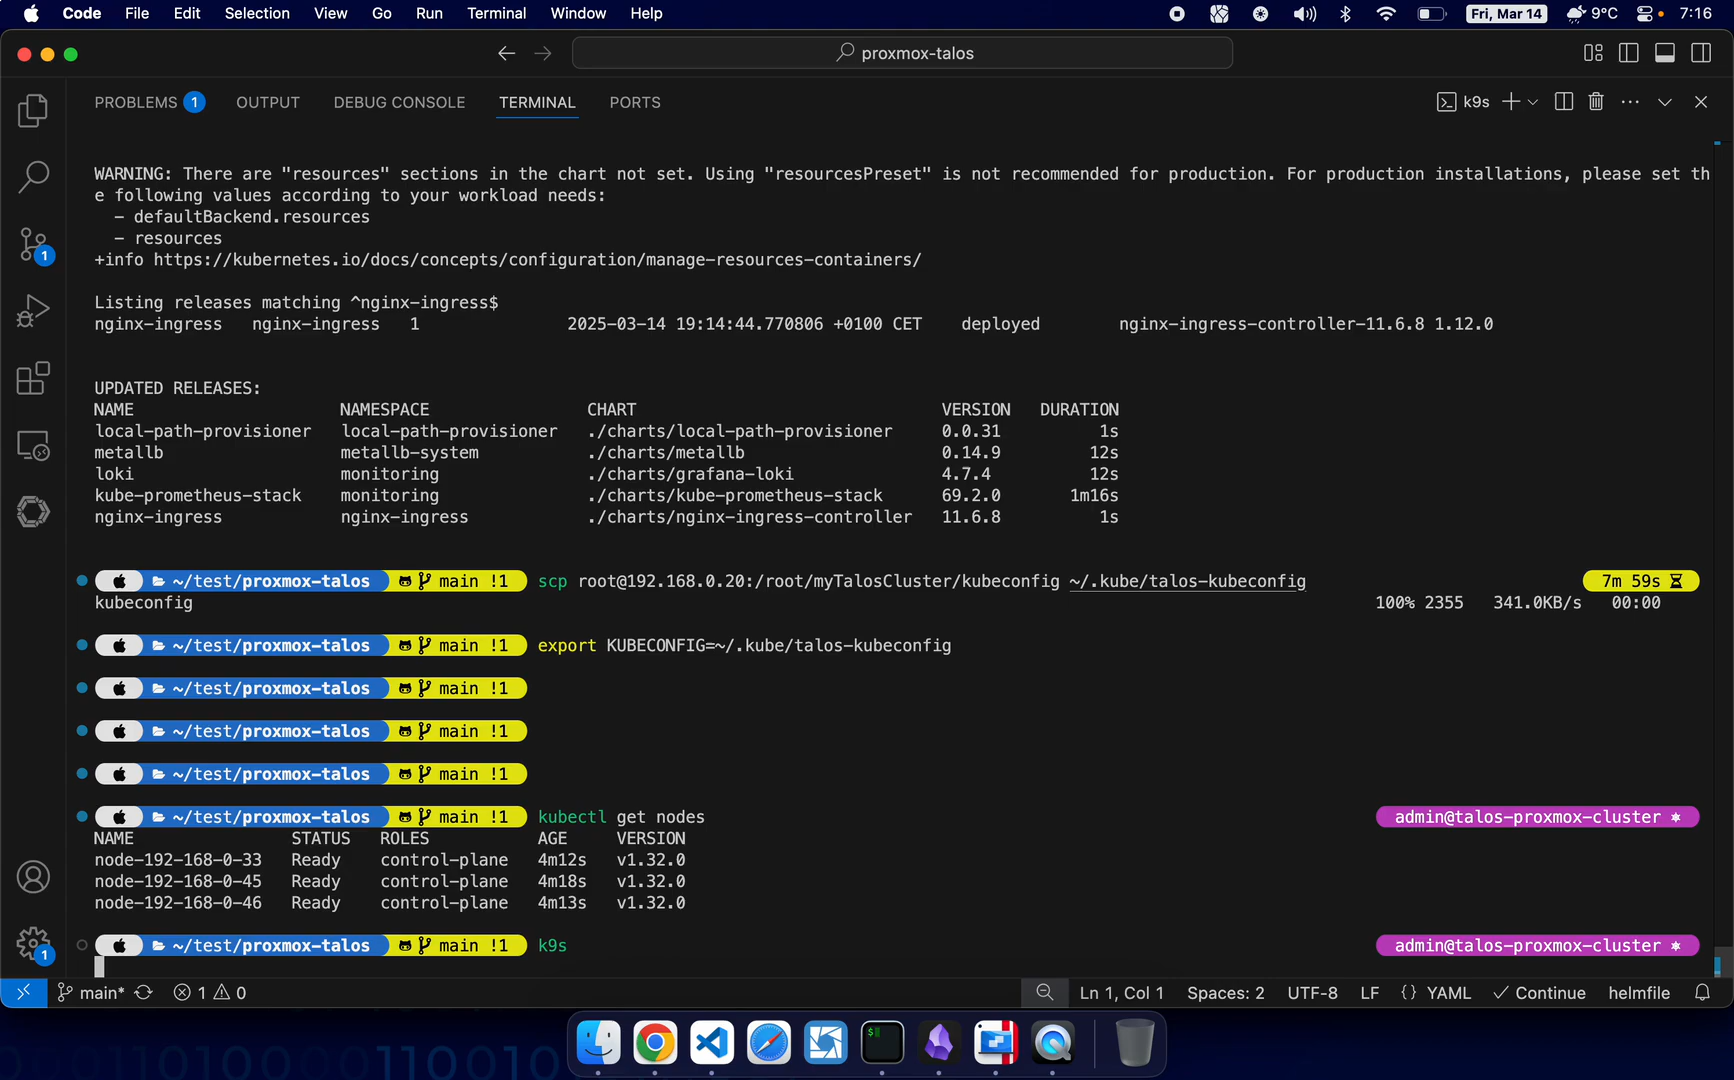 Code File Edit Selection View Go Run Terminal Window Help Fri, Mar 14 9°C 7:16
proxmox-talos
PROBLEMS 1 OUTPUT DEBUG CONSOLE TERMINAL PORTS k9s
WARNING: There are "resources" sections in the chart not set. Using "resourcesPreset" is not recommended for production. For production installations, please set th
e following values according to your workload needs:
– defaultBackend.resources
– resources
+info https://kubernetes.io/docs/concepts/configuration/manage-resources-containers/
Listing releases matching ^nginx-ingress$
nginx-ingress nginx-ingress 1 2025-03-14 19:14:44.770806 +0100 CET deployed nginx-ingress-controller-11.6.8 1.12.0
UPDATED RELEASES:
NAME NAMESPACE CHART VERSION DURATION
local-path-provisioner local-path-provisioner ./charts/local-path-provisioner 0.0.31 1s
metallb metallb-system ./charts/metallb 0.14.9 12s
loki monitoring ./charts/grafana-loki 4.7.4 12s
kube-prometheus-stack monitoring ./charts/kube-prometheus-stack 69.2.0 1m16s
nginx-ingress nginx-ingress ./charts/nginx-ingress-controller 11.6.8 1s
~/test/proxmox-talos main !1 scp root@192.168.0.20:/root/myTalosCluster/kubeconfig ~/.kube/talos-kubeconfig 7m 59s
kubeconfig 100% 2355 341.0KB/s 00:00
~/test/proxmox-talos main !1 export KUBECONFIG=~/.kube/talos-kubeconfig
~/test/proxmox-talos main !1
~/test/proxmox-talos main !1
~/test/proxmox-talos main !1
~/test/proxmox-talos main !1 kubectl get nodes admin@talos-proxmox-cluster
NAME STATUS ROLES AGE VERSION
node-192-168-0-33 Ready control-plane 4m12s v1.32.0
node-192-168-0-45 Ready control-plane 4m18s v1.32.0
node-192-168-0-46 Ready control-plane 4m13s v1.32.0
~/test/proxmox-talos main !1 k9s admin@talos-proxmox-cluster
1
1
main* 1 0 Ln 1, Col 1 Spaces: 2 UTF-8 LF {} YAML Continue helmfile